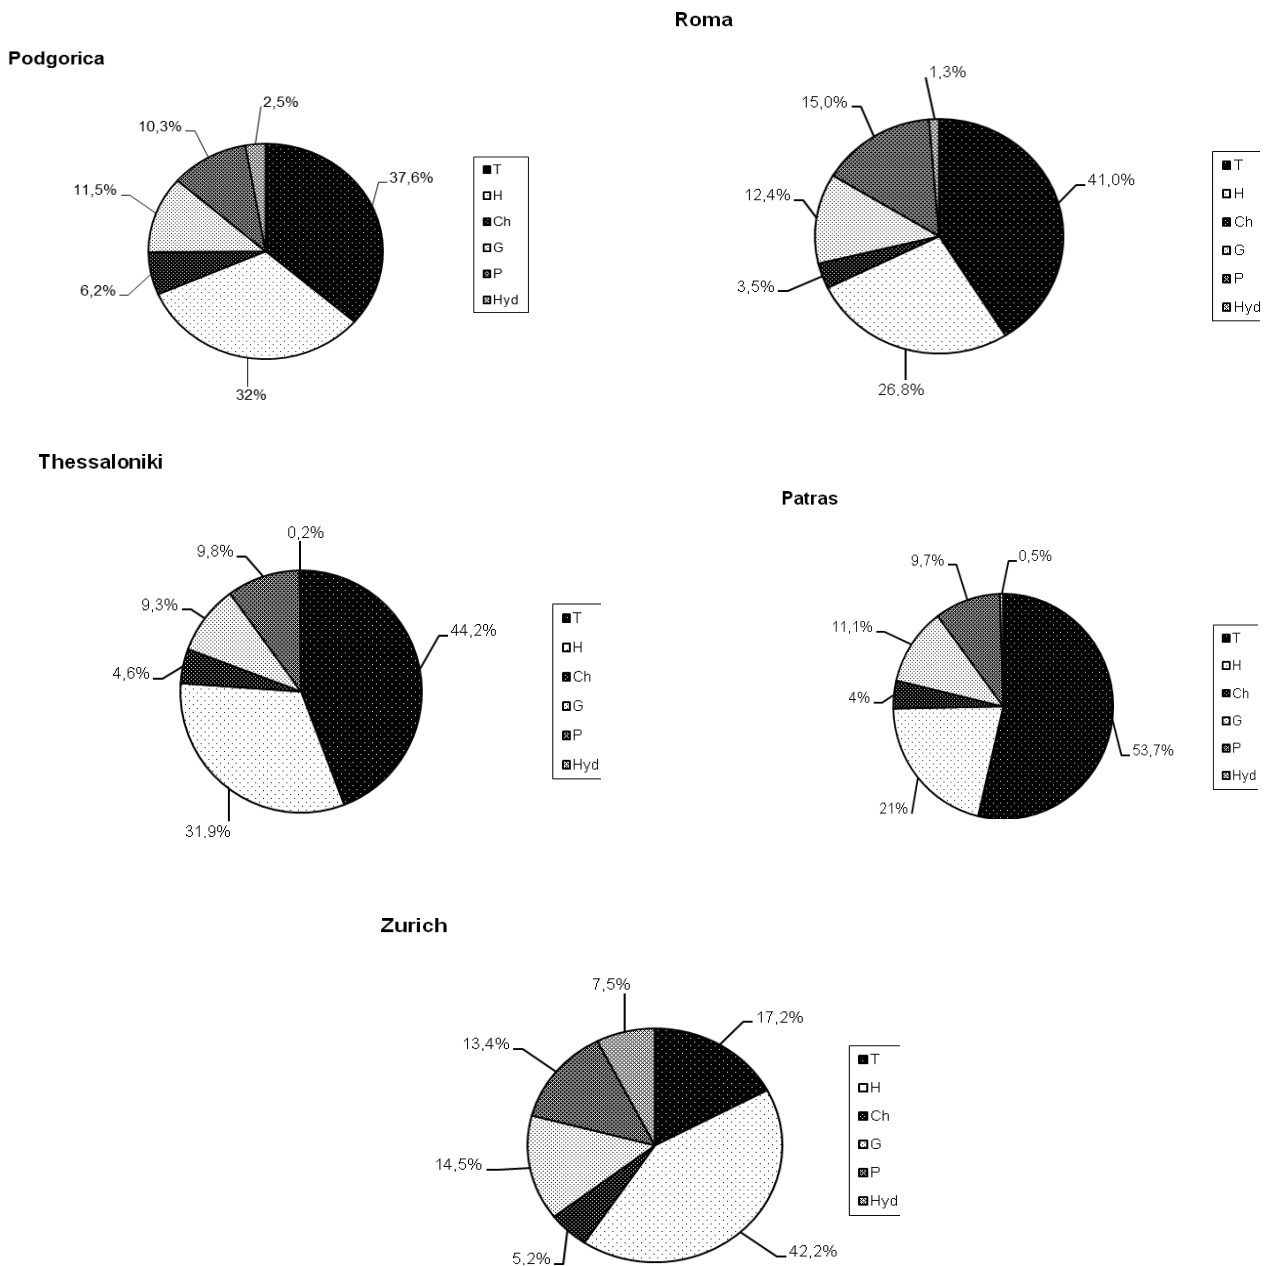 Roma
Podgorica
2,5%
10,3%
11,5%
6,2%
32%
37,6%
T
H
Ch
G
P
Hyd
1,3%
15,0%
12,4%
3,5%
26,8%
41,0%
T
H
Ch
G
P
Hyd
Thessaloniki
0,2%
9,8%
9,3%
4,6%
31,9%
44,2%
T
H
Ch
G
P
Hyd
Patras
0,5%
9,7%
11,1%
4%
21%
53,7%
T
H
Ch
G
P
Hyd
Zurich
7,5%
17,2%
13,4%
14,5%
5,2%
42,2%
T
H
Ch
G
P
Hyd